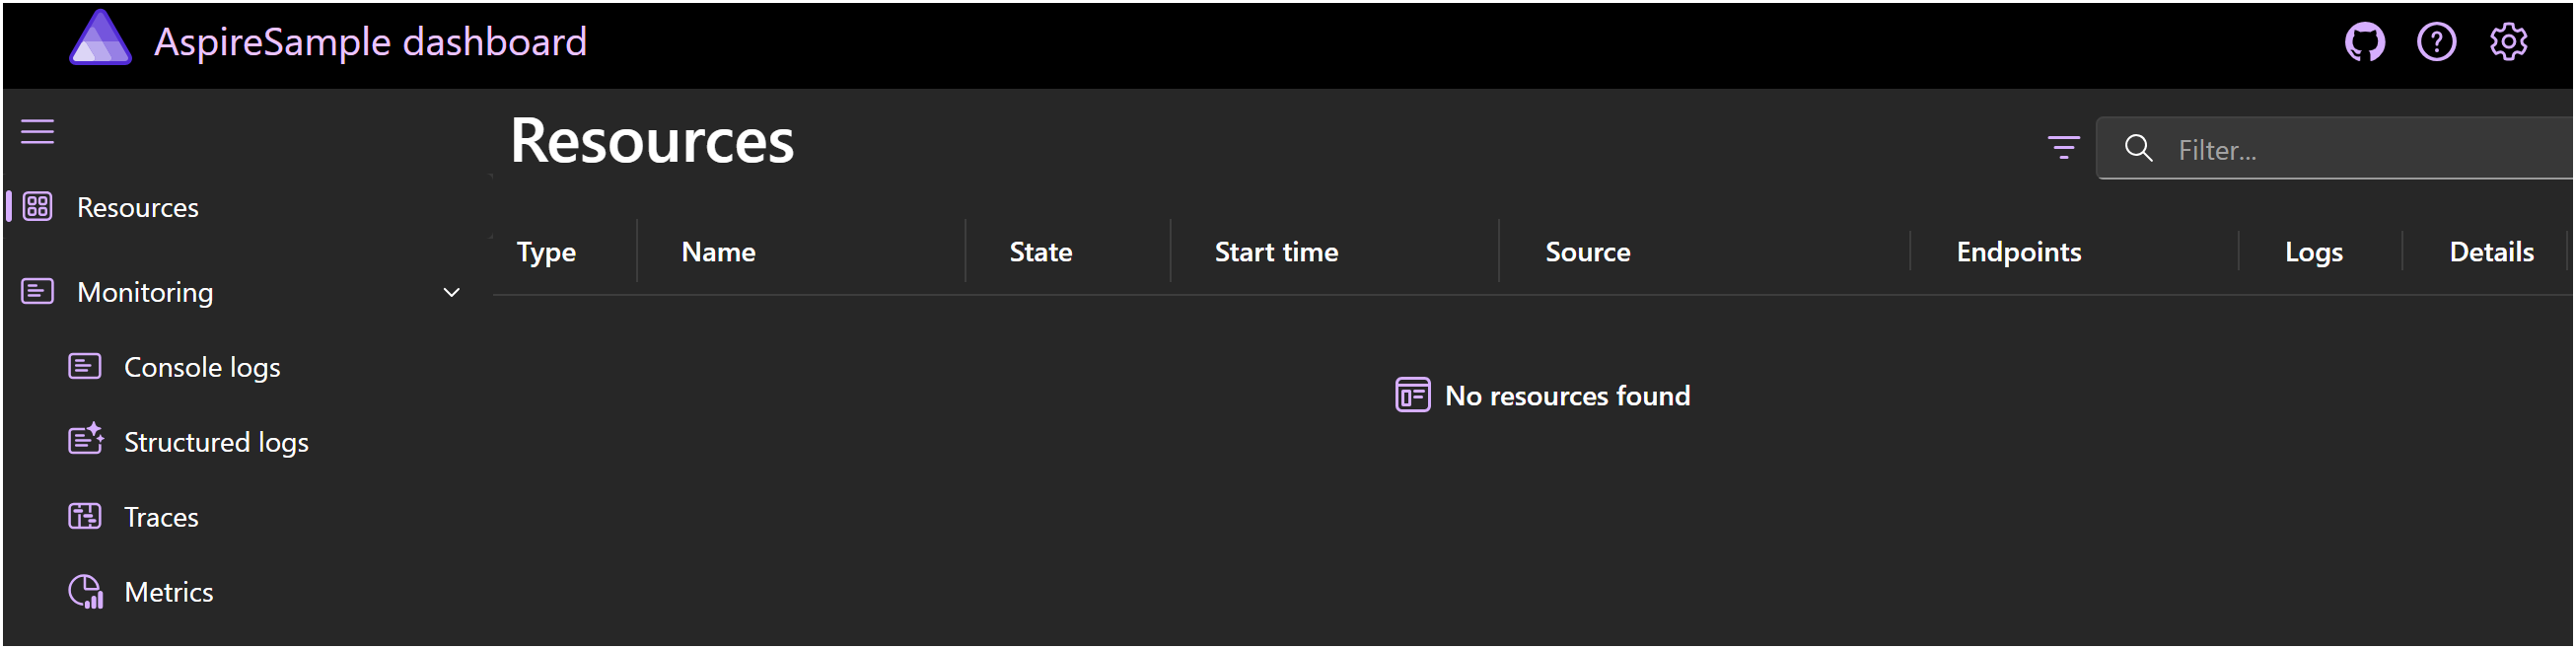 AspireSample dashboard
Resources
Monitoring
Console logs
Structured logs
Traces
Metrics
Resources
Filter...
Type Name State Start time Source Endpoints Logs Details
No resources found